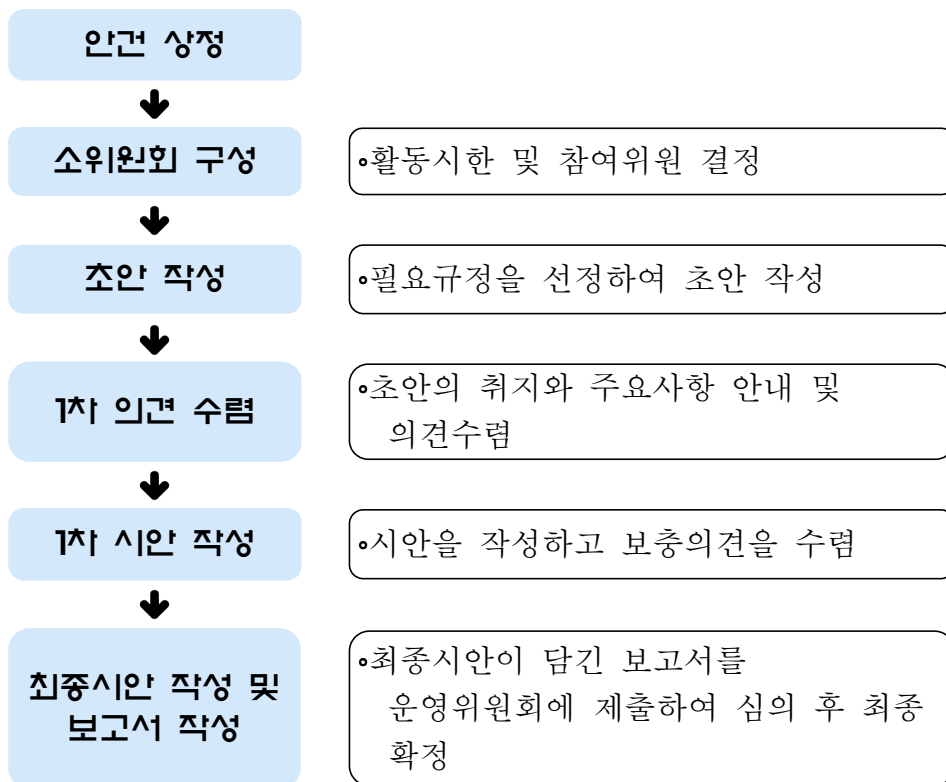 안건 상정
소위원회 구성
∘활동시한 및 참여위원 결정
초안 작성
∘필요규정을 선정하여 초안 작성
1차 의견 수렴
∘초안의 취지와 주요사항 안내 및
의견수렴
1차 시안 작성
∘시안을 작성하고 보충의견을 수렴
최종시안 작성 및
보고서 작성
∘최종시안이 담긴 보고서를
운영위원회에 제출하여 심의 후 최종
확정